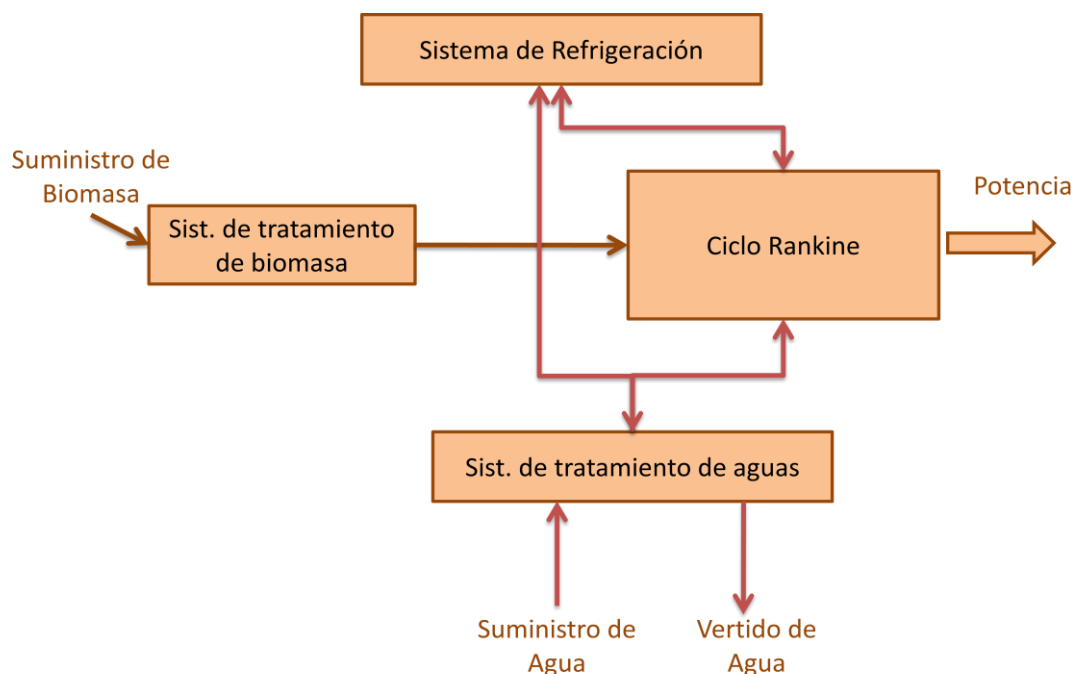 Sistema de Refrigeración
Suministro de
Biomasa
Sist. de tratamiento
de biomasa
Ciclo Rankine
Potencia
Sist. de tratamiento de aguas
Suministro de
Agua
Vertido de
Agua